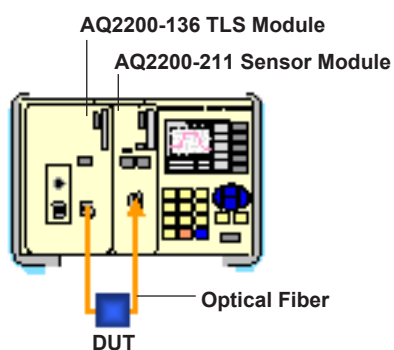 AQ2200-136 TLS Module
AQ2200-211 Sensor Module
Optical Fiber
DUT